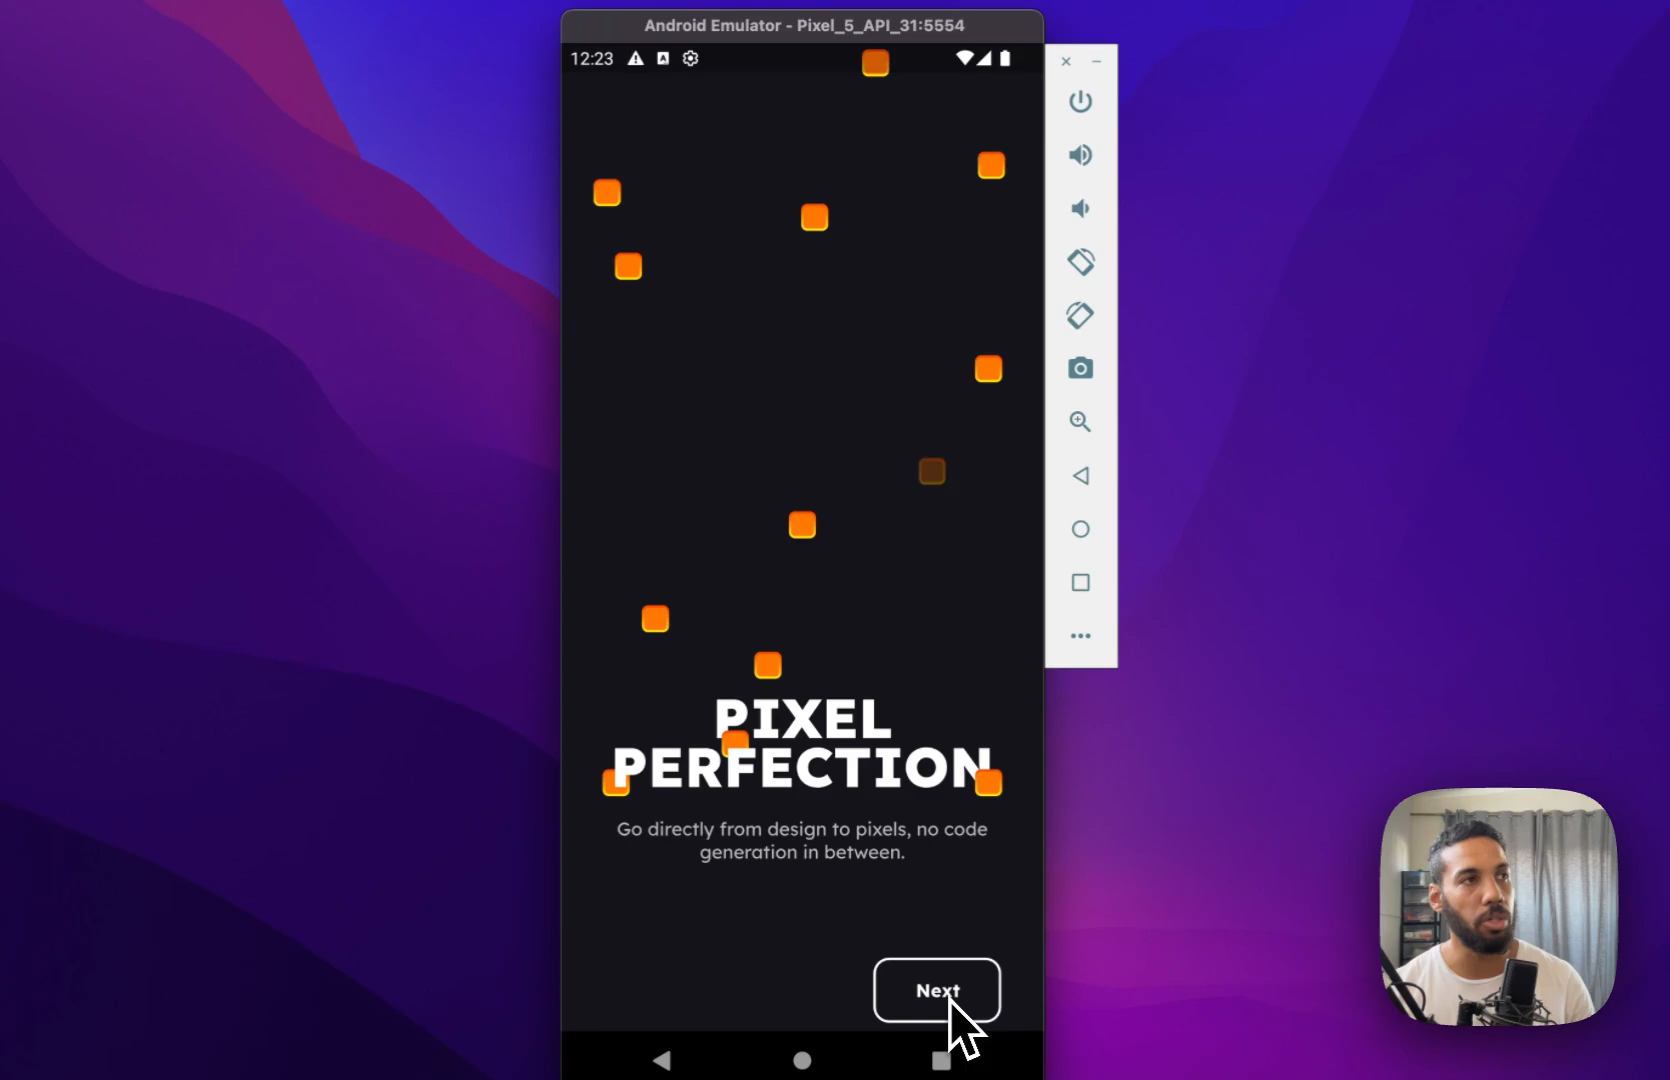 Android Emulator - Pixel_5_API_31:5554
12:23
PIXEL
PERFECTION
Go directly from design to pixels, no code
generation in between.
Next